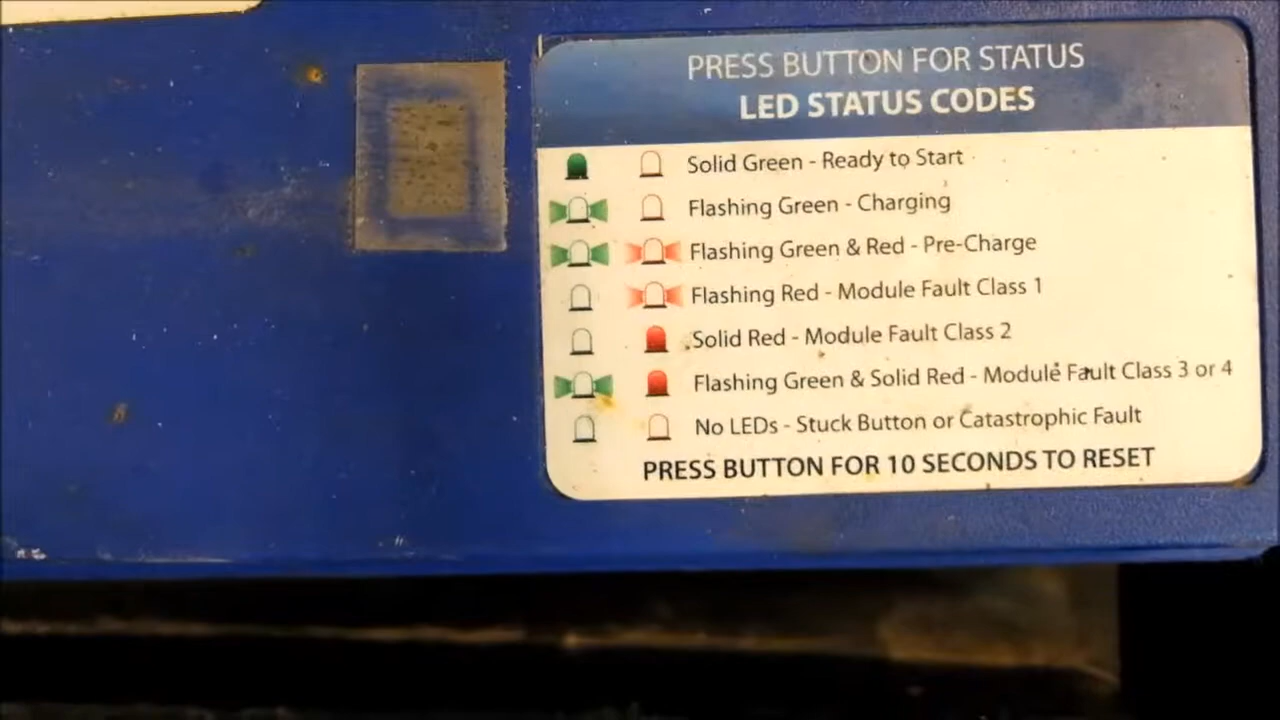 PRESS BUTTON FOR STATUS
LED STATUS CODES
Solid Green - Ready to Start
Flashing Green - Charging
Flashing Green & Red - Pre-Charge
Flashing Red - Module Fault Class 1
Solid Red - Module Fault Class 2
Flashing Green & Solid Red - Module Fault Class 3 or 4
No LEDs - Stuck Button or Catastrophic Fault
PRESS BUTTON FOR 10 SECONDS TO RESET